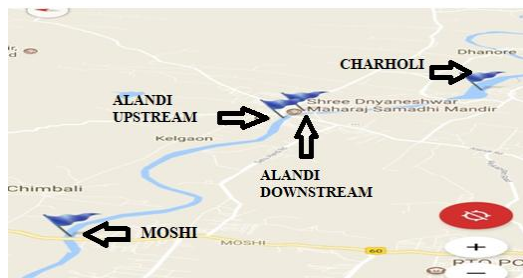 Dhanore
CHARHOLI
ALANDI
UPSTREAM
Shree Dnyaneshwar
Maharaj Samadhi Mandir
Kelgaon
ALANDI
DOWNSTREAM
Chimbali
MOSHI
MOSHI
60